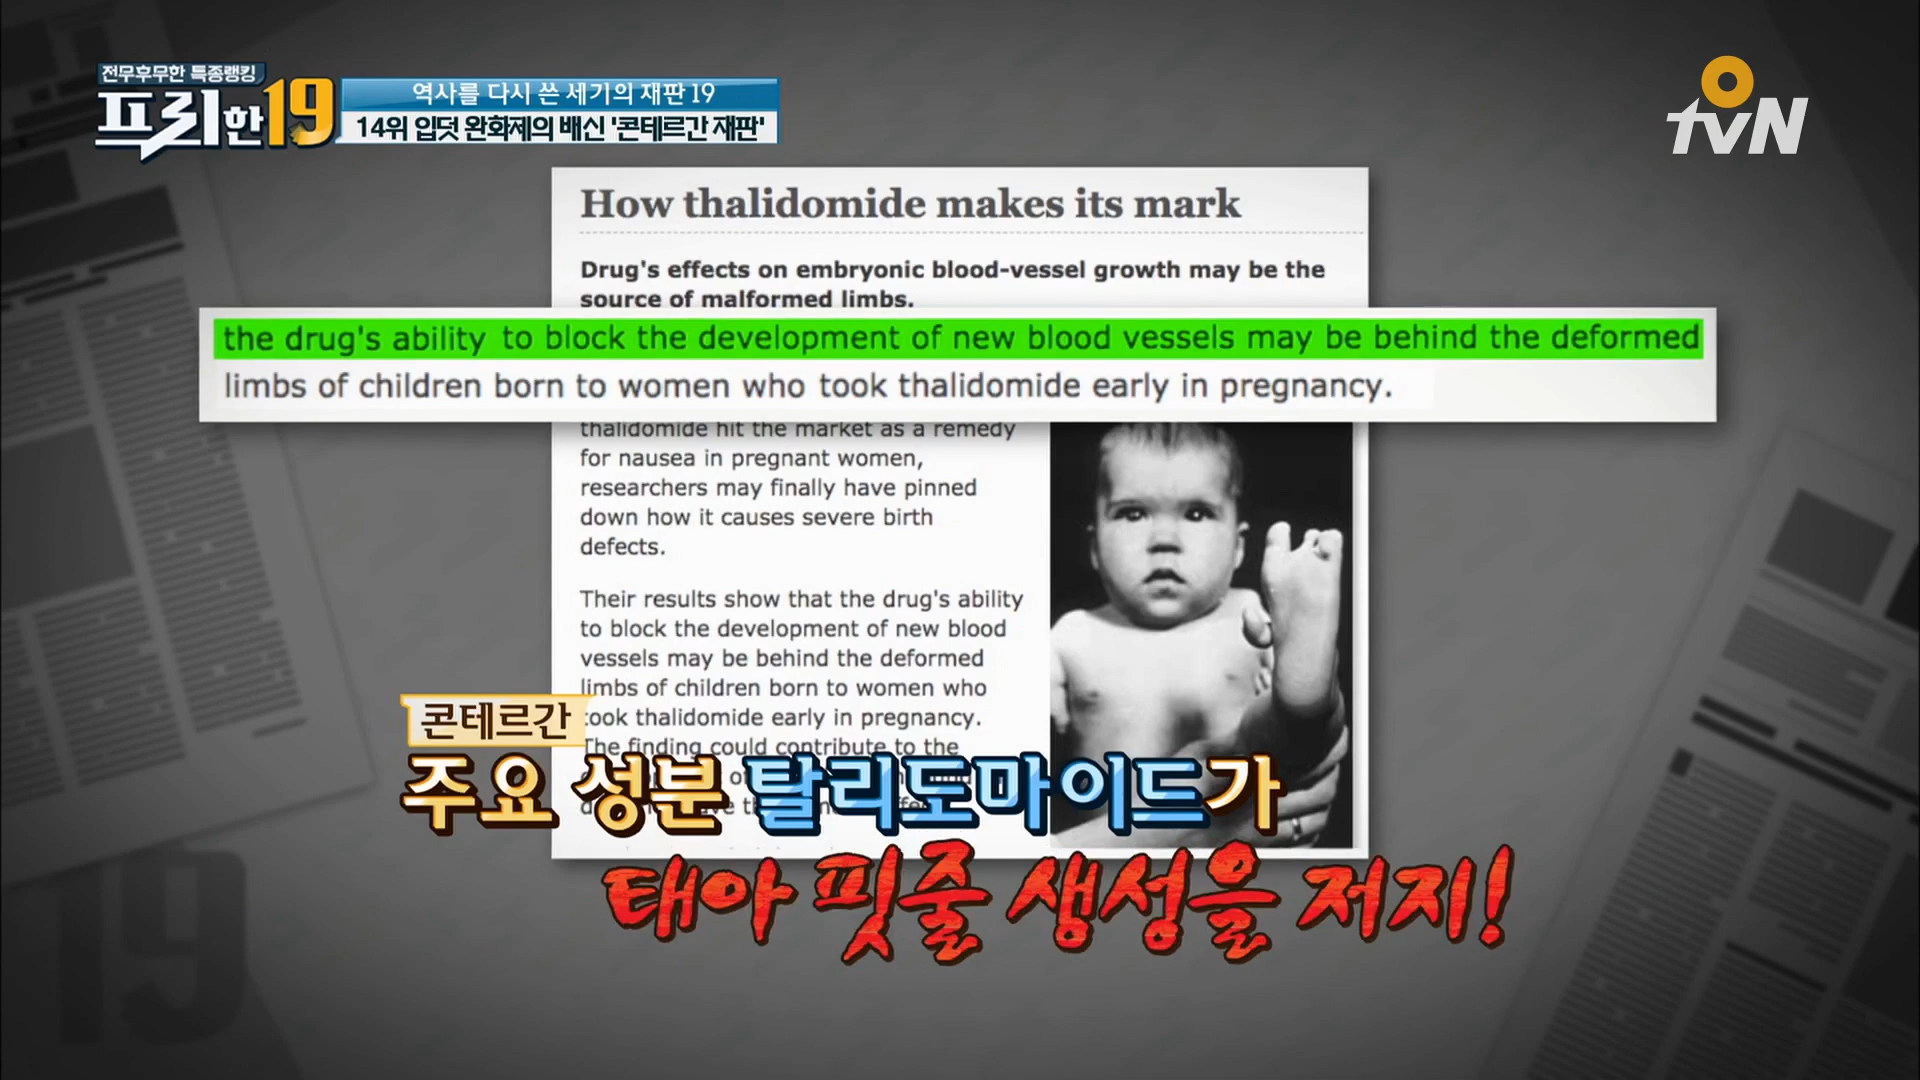 전무후무한 특종랭킹
프리한19
역사를 다시 쓴 세기의 재판 19
14위 입덧 완화제의 배신 '콘테르간 재판'
tvN
How thalidomide makes its mark
Drug's effects on embryonic blood-vessel growth may be the
source of malformed limbs.
the drug's ability to block the development of new blood vessels may be behind the deformed
limbs of children born to women who took thalidomide early in pregnancy.
thalidomide hit the market as a remedy
for nausea in pregnant women,
researchers may finally have pinned
down how it causes severe birth
defects.
Their results show that the drug's ability
to block the development of new blood
vessels may be behind the deformed
limbs of children born to women who
took thalidomide early in pregnancy.
The finding could contribute to the
콘테르간
주요 성분 탈리도마이드가
태아 핏줄 생성을 저지!
19